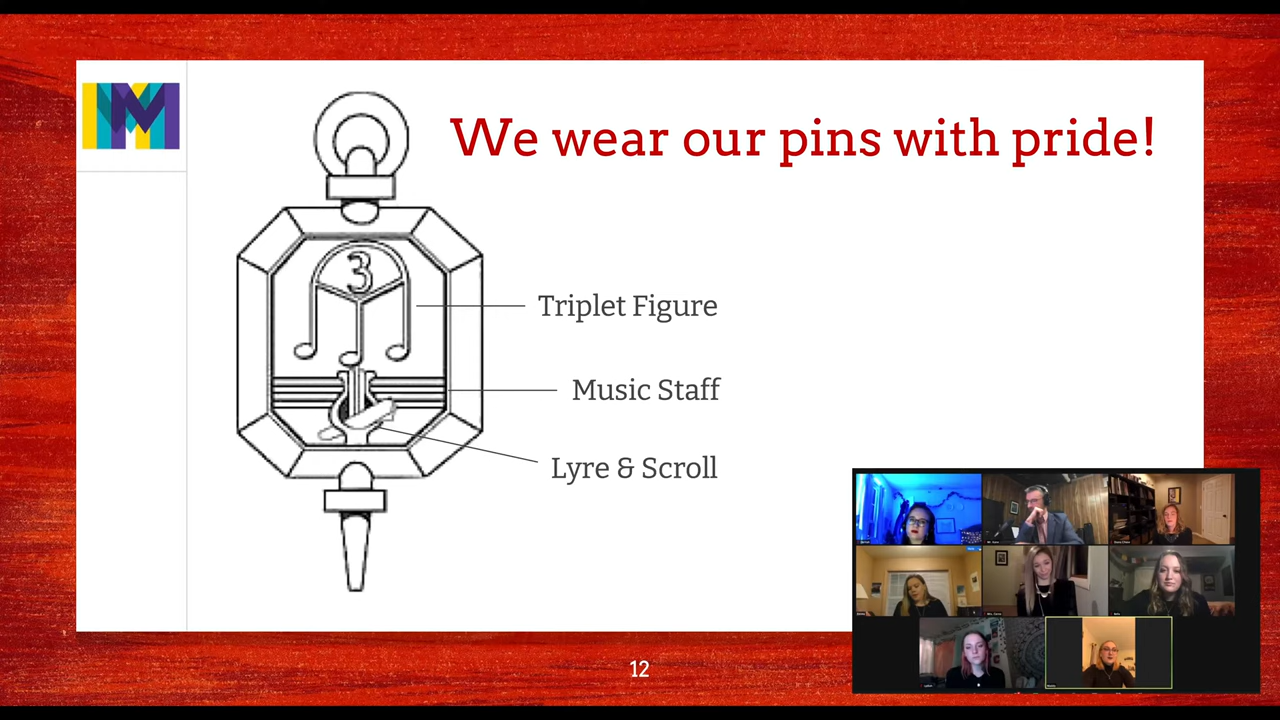 We wear our pins with pride!
3
Triplet Figure
Music Staff
Lyre & Scroll
12